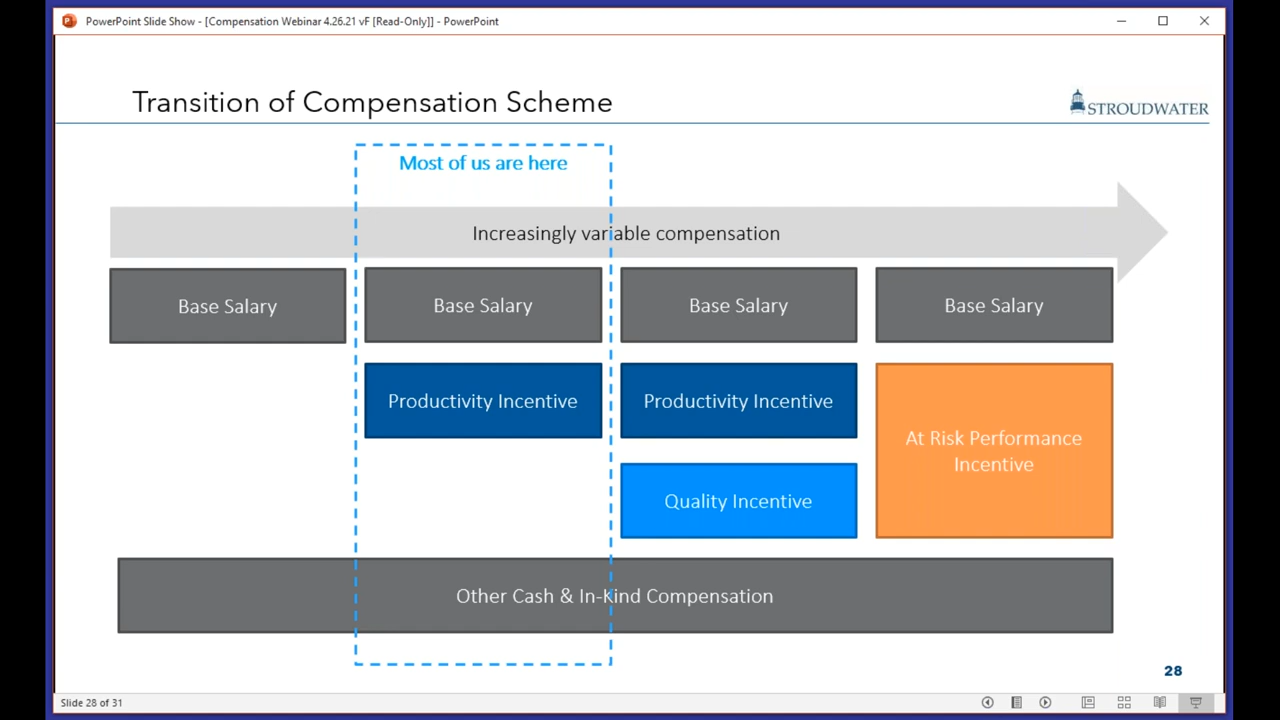 PowerPoint Slide Show - [Compensation Webinar 4.26.21 vF [Read-Only]] - PowerPoint
Transition of Compensation Scheme
STROUDWATER
Most of us are here
Increasingly variable compensation
Base Salary
Base Salary
Base Salary
Base Salary
Productivity Incentive
Productivity Incentive
At Risk Performance
Incentive
Quality Incentive
Other Cash & In-Kind Compensation
28
Slide 28 of 31